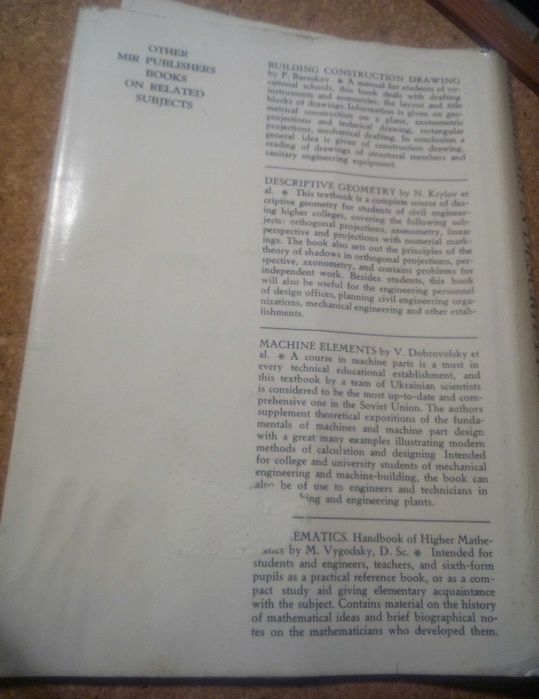 OTHER
MIR PUBLISHERS
BOOKS
ON RELATED
SUBJECTS
BUILDING CONSTRUCTION DRAWING
by P. Barsukov * A manual for students of vo-
cational schools, this book deals with drafting
instruments and accessories, the layout and title
blocks of drawings. Information is given on geo-
metrical construction on a plane, axonometric
projections and technical drawing, rectangular
projections, mechanical drafting. In conclusion a
general idea is given of construction drawing,
reading of drawings of structural members and
sanitary engineering equipment.
DESCRIPTIVE GEOMETRY by N. Krylov et
al. * This textbook is a complete course of des-
criptive geometry for students of civil engineer-
ing higher colleges, covering the following sub-
jects: orthogonal projections, axonometry, linear
perspective and projections with numerial mark-
ings. The book also sets out the principles of the
theory of shadows in orthogonal projections, per-
spective, axonometry, and contains problems for
independent work. Besides students, this book
will also be useful for the engineering personnel
of design offices, planning civil engineering orga-
nizations, mechanical engineering and other estab-
lishments.
MACHINE ELEMENTS by V. Dobrovolsky et
al. * A course in machine parts is a must in
every technical educational establishment, and
this textbook by a team of Ukrainian scientists
is considered to be the most up-to-date and com-
prehensive one in the Soviet Union. The authors
supplement theoretical expositions of the funda-
mentals of machines and machine part design
with a great many examples illustrating modern
methods of calculation and designing Intended
for college and university students of mechanical
engineering and machine-building, the book can
also be of use to engineers and technicians in
king and engineering plants.
EMATICS. Handbook of Higher Mathe-
atics by M. Vygodsky, D. Sc. * Intended for
students and engineers, teachers, and sixth-form
pupils as a practical reference book, or as a com-
pact study aid giving elementary acquaintance
with the subject. Contains material on the history
of mathematical ideas and brief biographical no-
tes on the mathematicians who developed them.